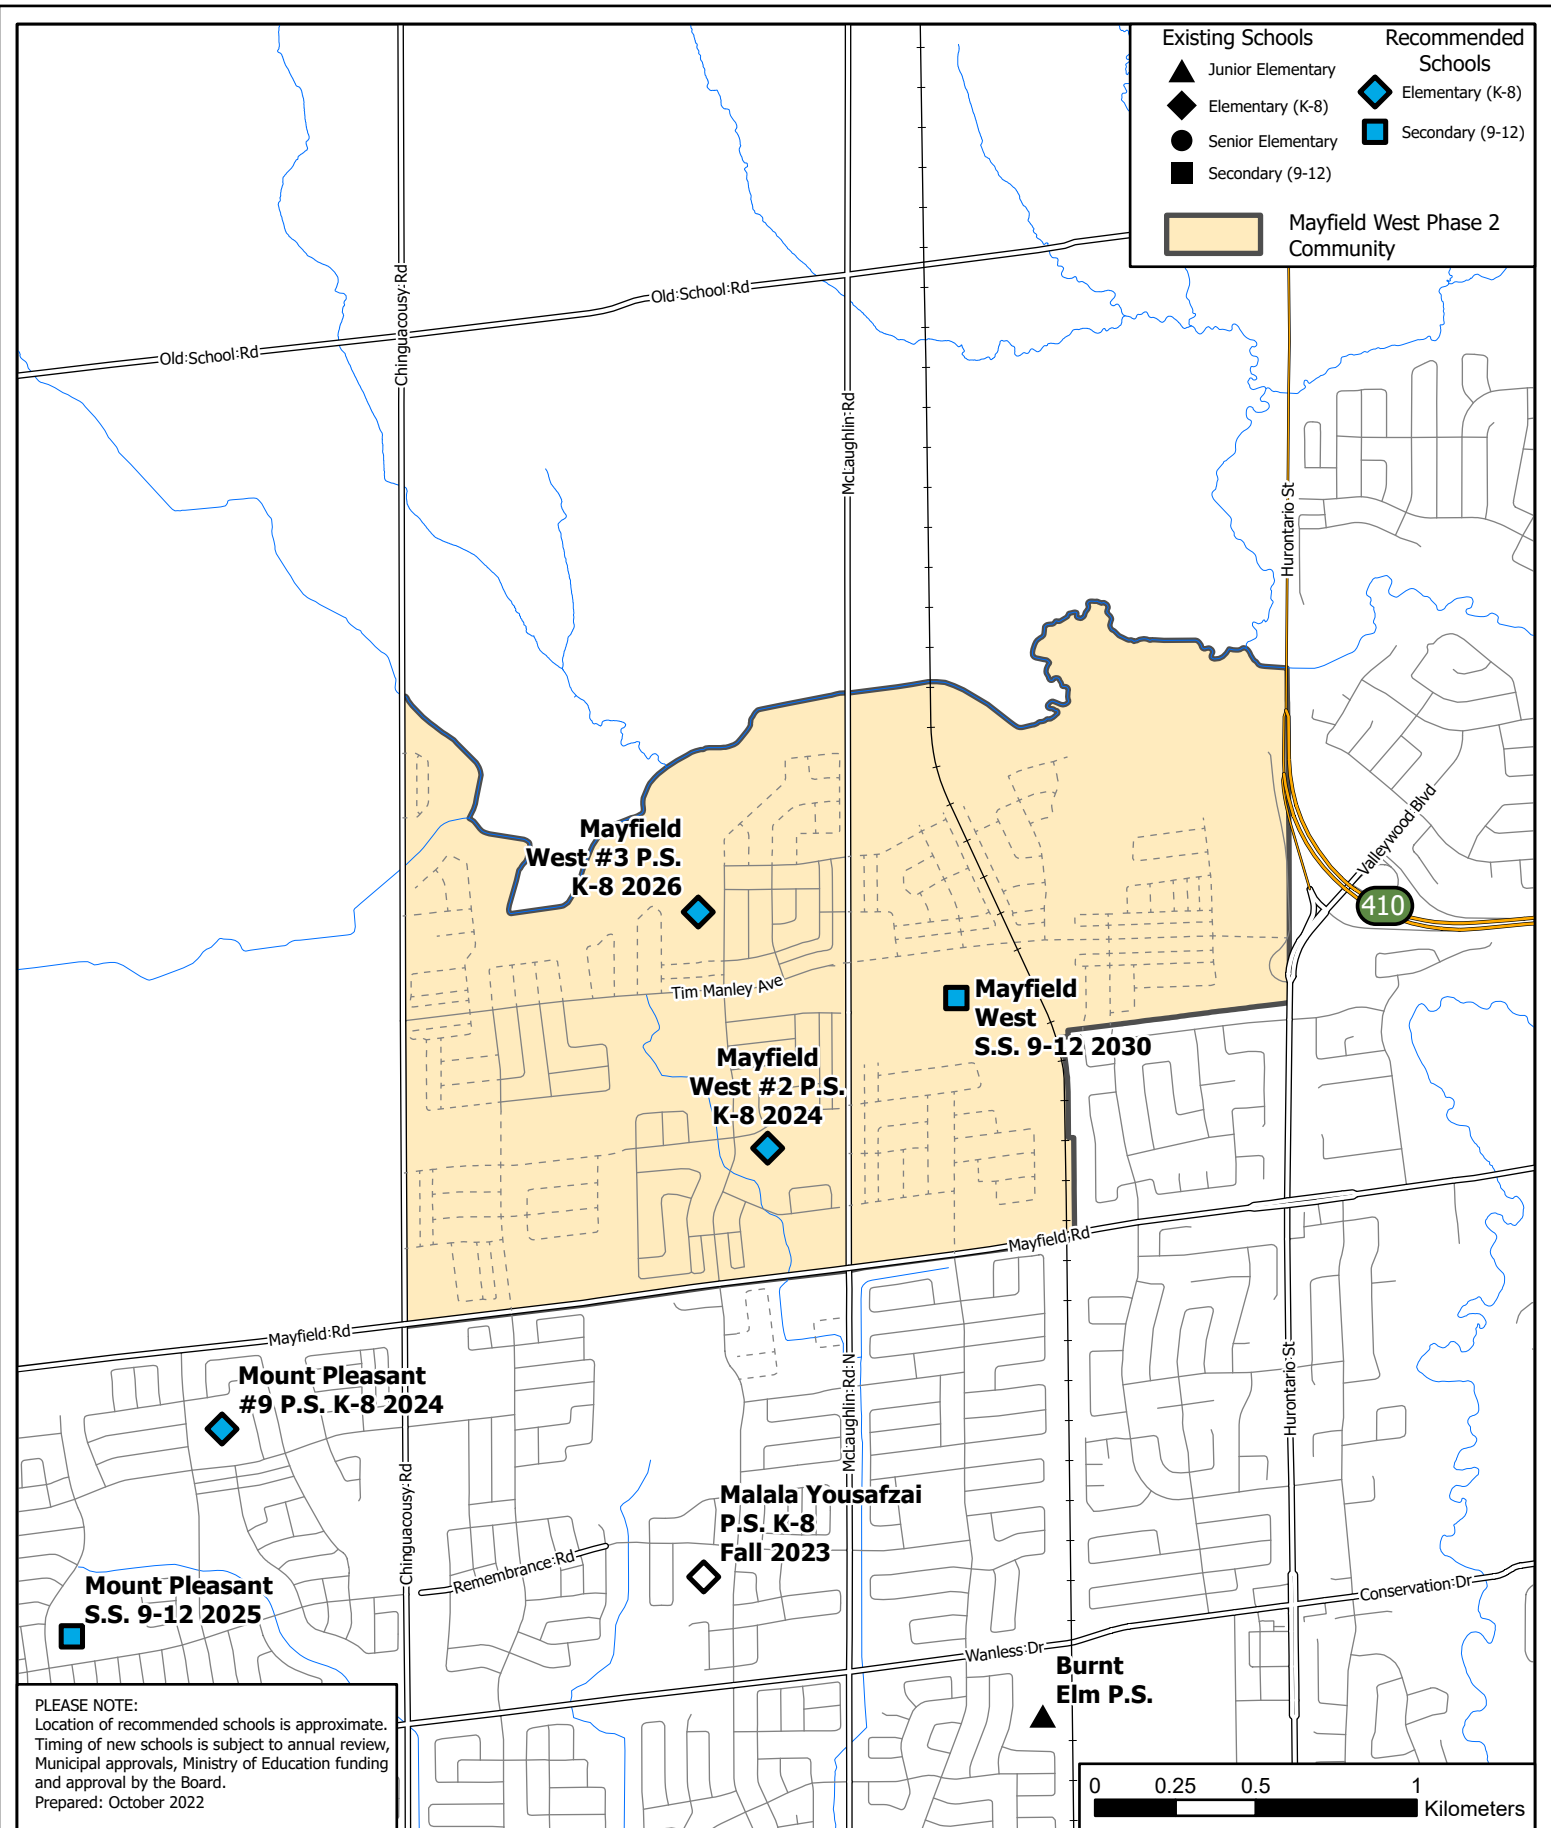 Existing Schools
Junior Elementary
Elementary (K-8)
Senior Elementary
Secondary (9-12)
Recommended
Schools
Elementary (K-8)
Secondary (9-12)
Mayfield West Phase 2
Community
Old School Rd
Old School Rd
Chinguacousy Rd
McLaughlin Rd
Hurontario St
Valleywood Blvd
410
Mayfield
West #3 P.S.
K-8 2026
Tim Manley Ave
Mayfield
West
S.S. 9-12 2030
Mayfield
West #2 P.S.
K-8 2024
Mayfield Rd
Mayfield Rd
Mount Pleasant
#9 P.S. K-8 2024
McLaughlin Rd N
Hurontario St
Chinguacousy Rd
Malala Yousafzai
P.S. K-8
Fall 2023
Remembrance Rd
Mount Pleasant
S.S. 9-12 2025
Conservation Dr
Wanless Dr
Burnt
Elm P.S.
PLEASE NOTE:
Location of recommended schools is approximate.
Timing of new schools is subject to annual review,
Municipal approvals, Ministry of Education funding
and approval by the Board.
Prepared: October 2022
0 0.25 0.5 1
Kilometers